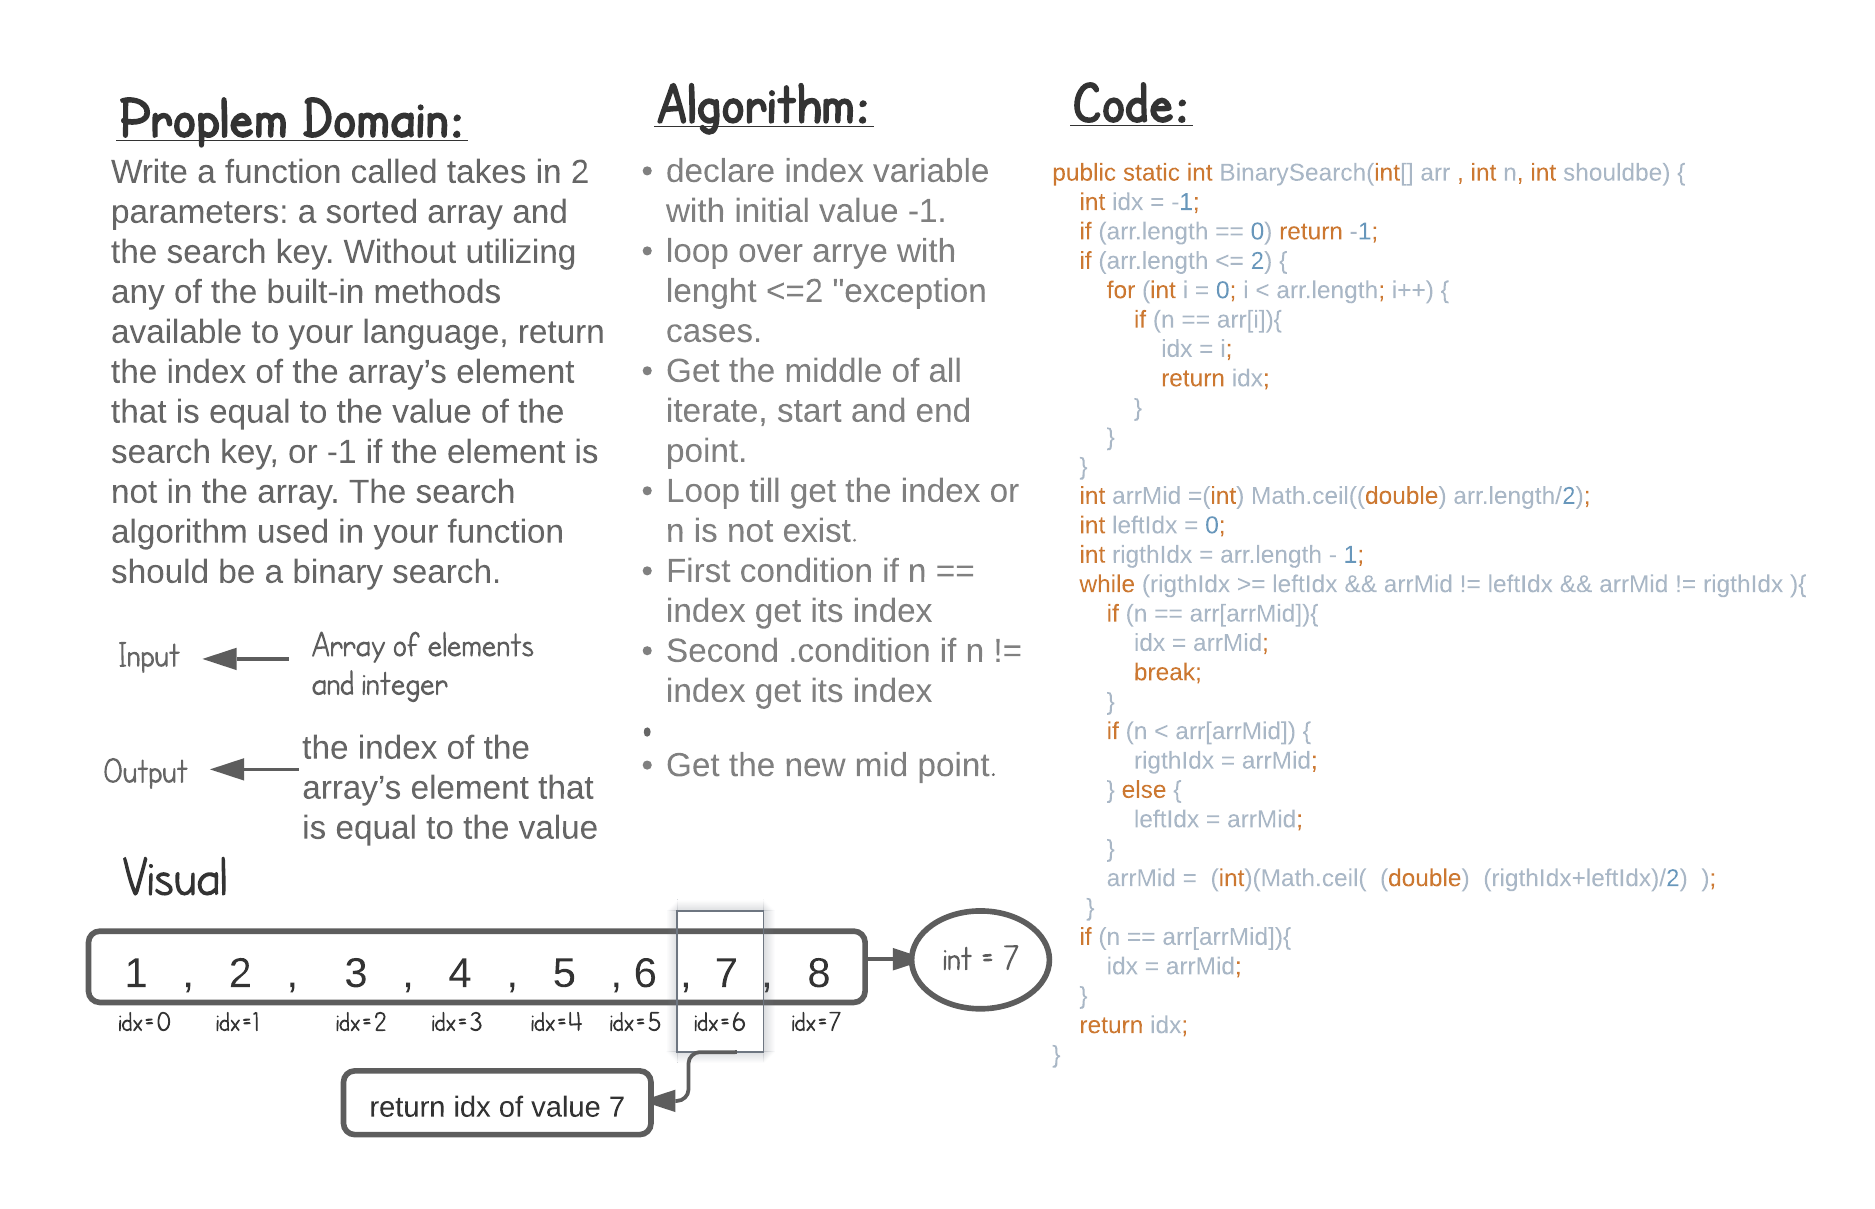 Proplem Domain:
Write a function called takes in 2
parameters: a sorted array and
the search key. Without utilizing
any of the built-in methods
available to your language, return
the index of the array’s element
that is equal to the value of the
search key, or -1 if the element is
not in the array. The search
algorithm used in your function
should be a binary search.
Input
Array of elements
and integer
Output
the index of the
array’s element that
is equal to the value
Algorithm:
• declare index variable
with initial value -1.
• loop over arrye with
lenght <=2 "exception
cases.
• Get the middle of all
iterate, start and end
point.
• Loop till get the index or
n is not exist.
• First condition if n ==
index get its index
• Second .condition if n !=
index get its index
•
• Get the new mid point.
Code:
public static int BinarySearch(int[] arr , int n, int shouldbe) {
int idx = -1;
if (arr.length == 0) return -1;
if (arr.length <= 2) {
for (int i = 0; i < arr.length; i++) {
if (n == arr[i]){
idx = i;
return idx;
}
}
}
int arrMid =(int) Math.ceil((double) arr.length/2);
int leftIdx = 0;
int rigthIdx = arr.length - 1;
while (rigthIdx >= leftIdx && arrMid != leftIdx && arrMid != rigthIdx ){
if (n == arr[arrMid]){
idx = arrMid;
break;
}
if (n < arr[arrMid]) {
rigthIdx = arrMid;
} else {
leftIdx = arrMid;
}
arrMid = (int)(Math.ceil( (double) (rigthIdx+leftIdx)/2) );
}
if (n == arr[arrMid]){
idx = arrMid;
}
return idx;
}
Visual
1 , 2 , 3 , 4 , 5 ,6 , 7 , 8
idx=0 idx=1 idx=2 idx=3 idx=4 idx=5 idx=6 idx=7
int = 7
return idx of value 7